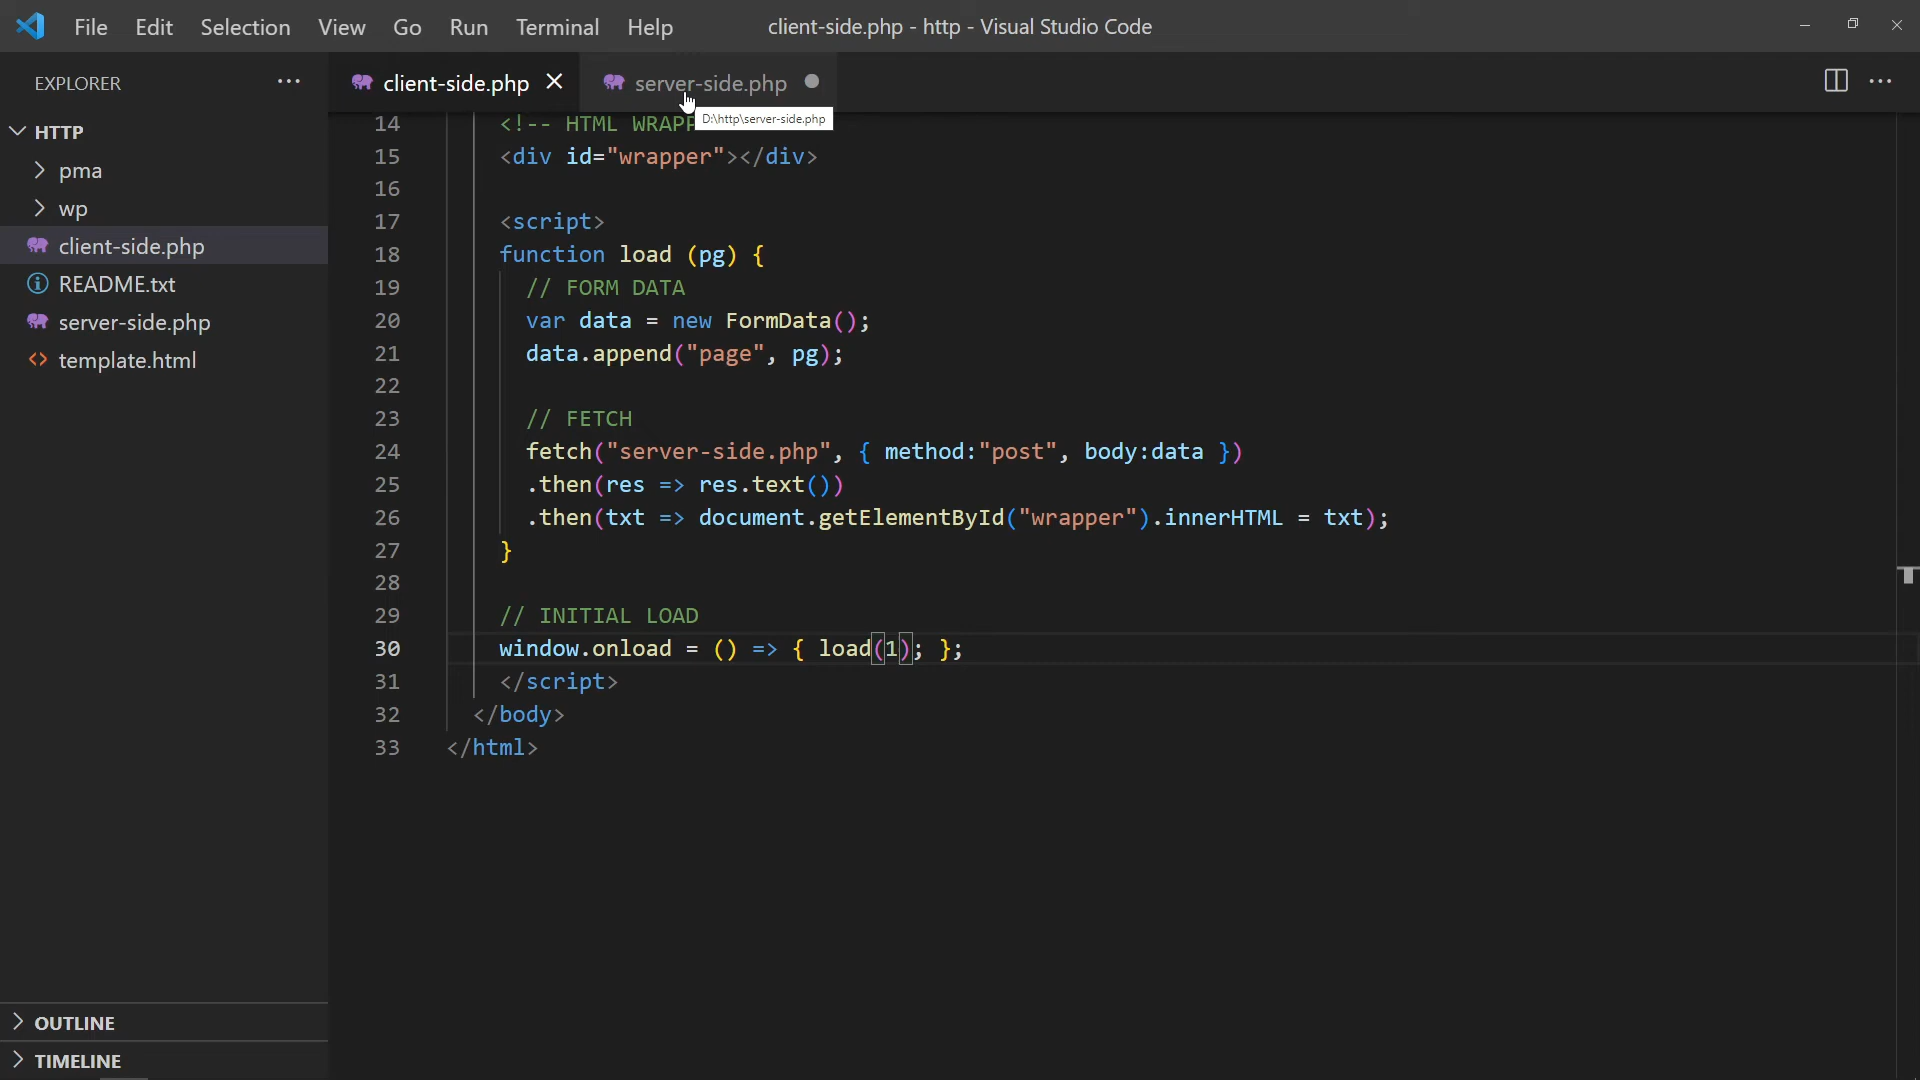 File Edit Selection View Go Run Terminal Help client-side.php - http - Visual Studio Code
EXPLORER
client-side.php server-side.php
D:\http\server-side.php
HTTP
pma
wp
client-side.php
README.txt
server-side.php
template.html
OUTLINE
TIMELINE
14 <!-- HTML WRAPP
15 <div id="wrapper"></div>
16
17 <script>
18 function load (pg) {
19 // FORM DATA
20 var data = new FormData();
21 data.append("page", pg);
22
23 // FETCH
24 fetch("server-side.php", { method:"post", body:data })
25 .then(res => res.text())
26 .then(txt => document.getElementById("wrapper").innerHTML = txt);
27 }
28
29 // INITIAL LOAD
30 window.onload = () => { load(1); };
31 </script>
32 </body>
33 </html>